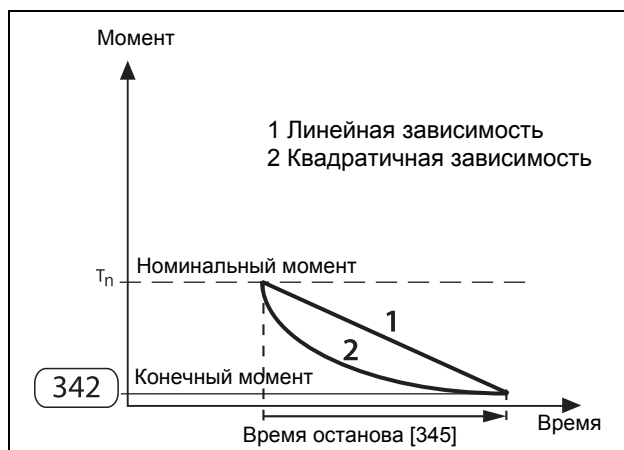 Момент
1 Линейная зависимость
2 Квадратичная зависимость
Tn Номинальный момент
1
2
342 Конечный момент
Время
Время останова [345]